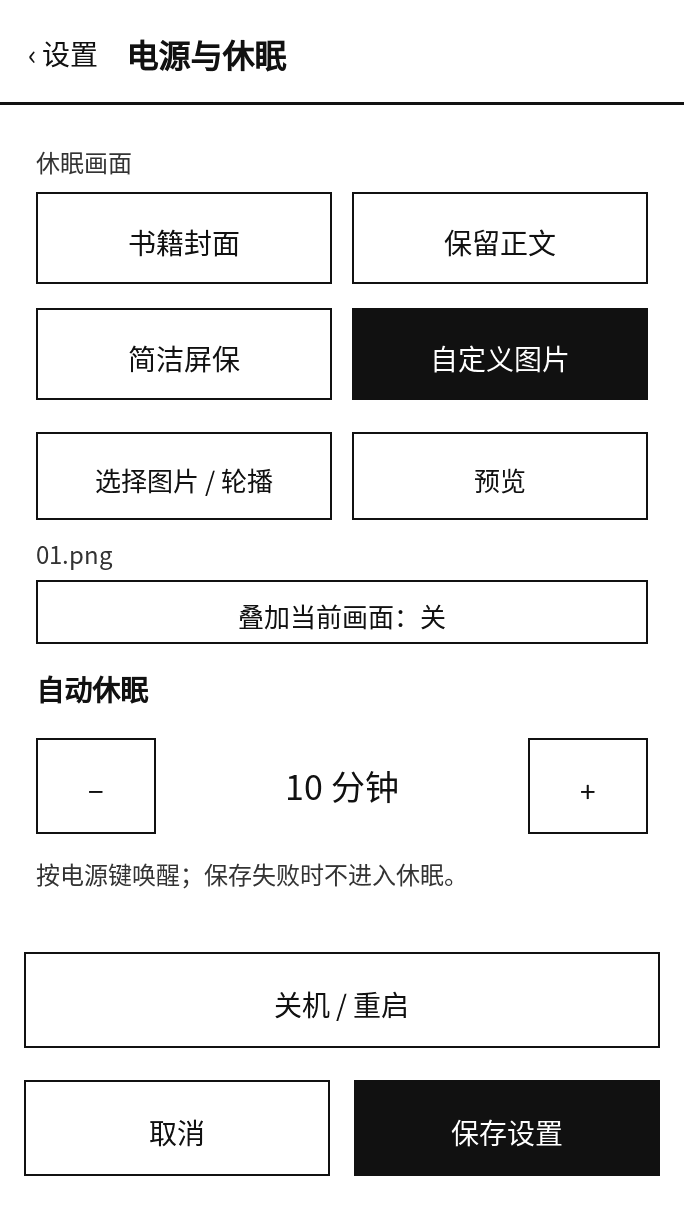 ‹ 设置 电源与休眠
休眠画面
书籍封面 保留正文
简洁屏保 自定义图片
选择图片 / 轮播 预览
01.png
叠加当前画面：关
自动休眠
− 10 分钟 +
按电源键唤醒；保存失败时不进入休眠。
关机 / 重启
取消 保存设置